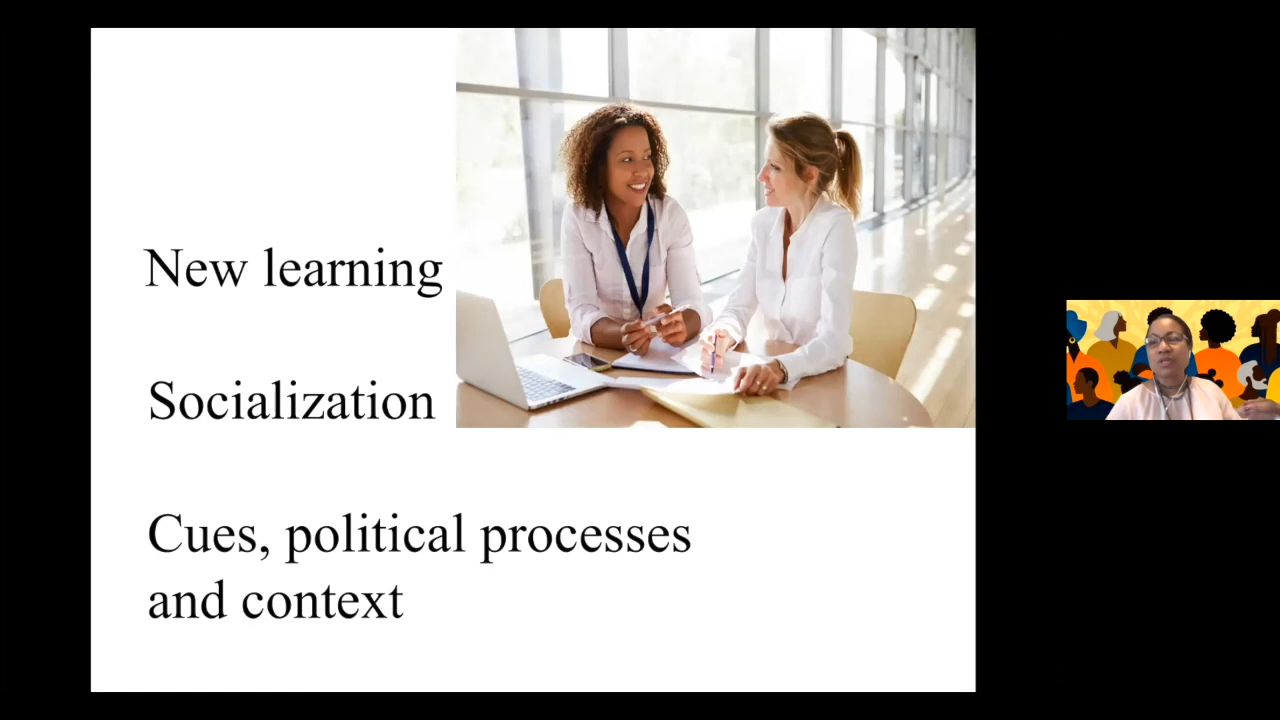 New learning
Socialization
Cues, political processes
and context